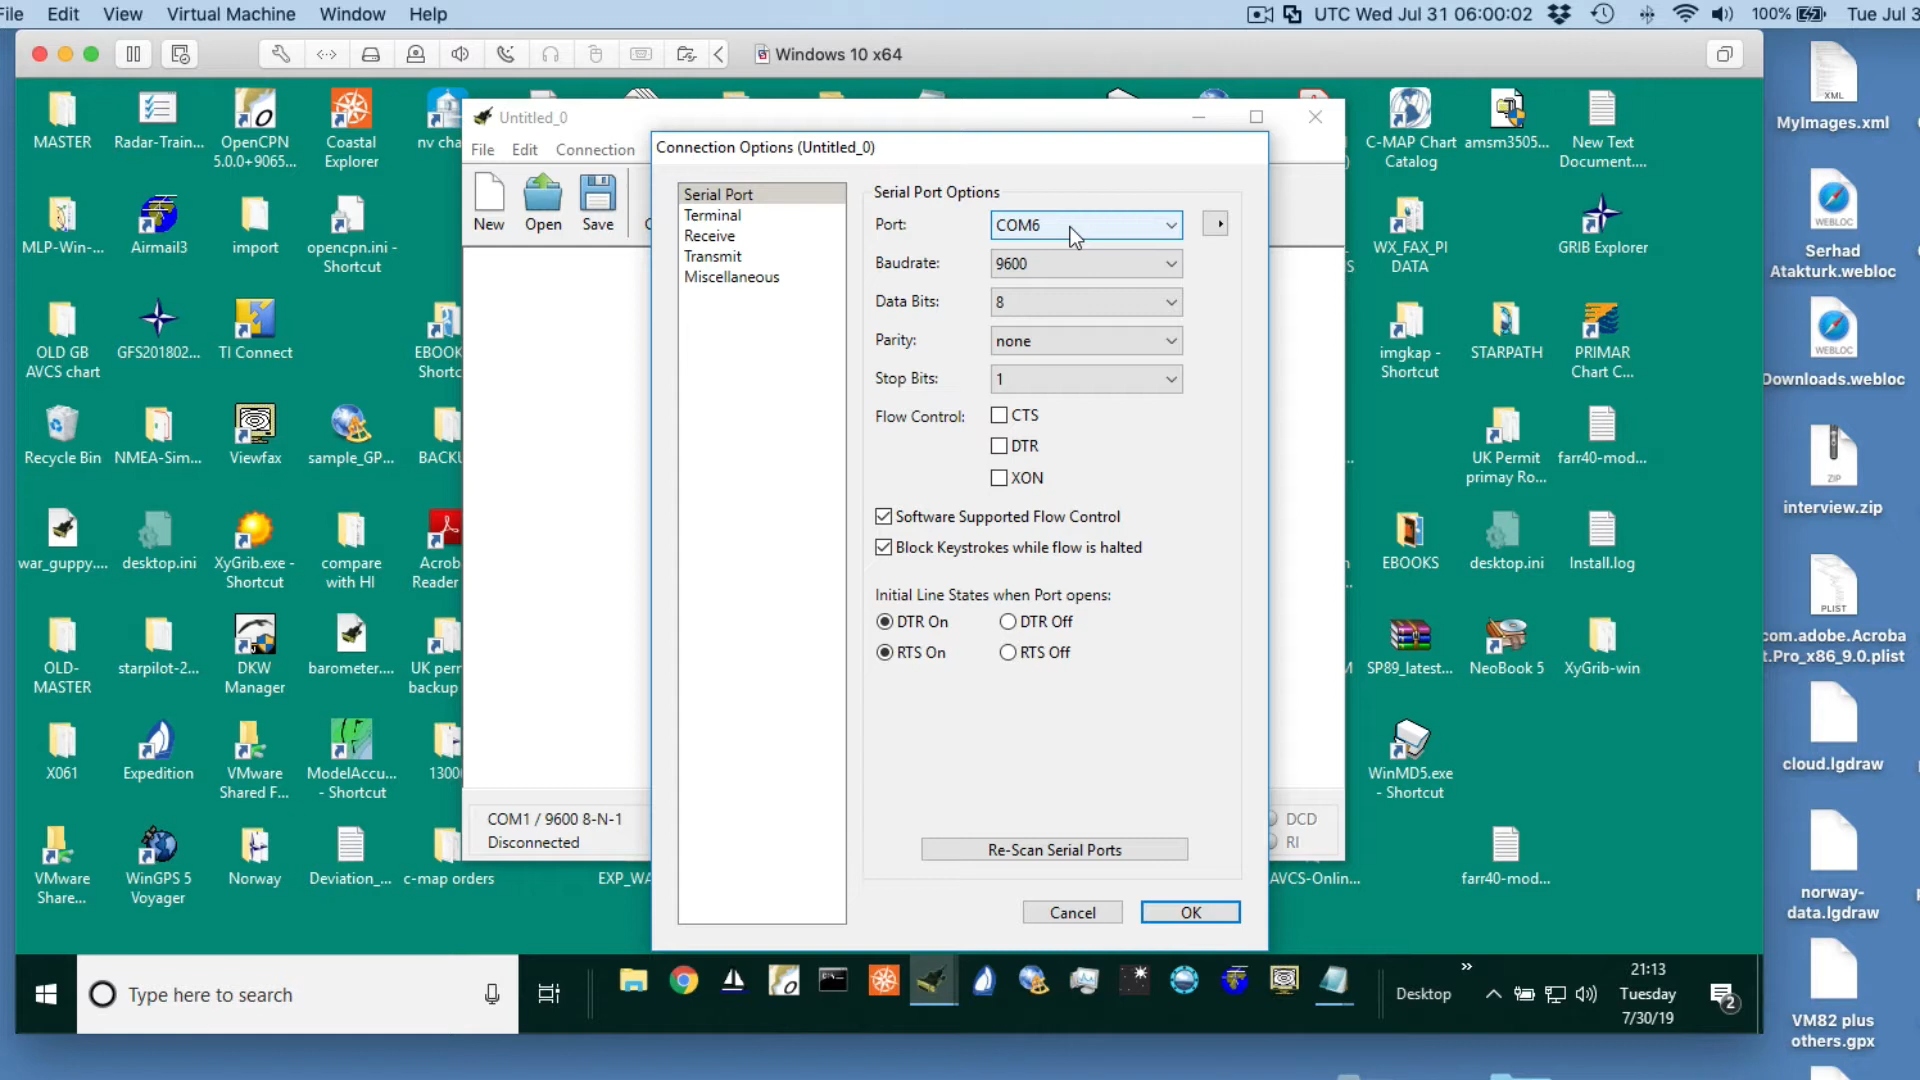 File Edit View Virtual Machine Window Help
UTC Wed Jul 31 06:00:02
100%
Tue Jul 3
Windows 10 x64
MASTER
Radar-Train...
OpenCPN
5.0.0+9065...
Coastal
Explorer
nv cha
Untitled_0
File Edit Connection
New Open Save
Connection Options (Untitled_0)
Serial Port
Terminal
Receive
Transmit
Miscellaneous
Serial Port Options
Port: COM6
Baudrate: 9600
Data Bits: 8
Parity: none
Stop Bits: 1
Flow Control: CTS
DTR
XON
Software Supported Flow Control
Block Keystrokes while flow is halted
Initial Line States when Port opens:
DTR On DTR Off
RTS On RTS Off
Re-Scan Serial Ports
Cancel OK
COM1 / 9600 8-N-1
Disconnected
DCD
RI
MLP-Win-...
Airmail3
import
opencpn.ini -
Shortcut
OLD GB
AVCS chart
GFS201802...
TI Connect
EBOOK
Shortc
Recycle Bin
NMEA-Sim...
Viewfax
sample_GP...
BACKU
war_guppy....
desktop.ini
XyGrib.exe -
Shortcut
compare
with HI
Acrob
Reader
OLD-
MASTER
starpilot-2...
DKW
Manager
barometer....
UK perr
backup
X061
Expedition
VMware
Shared F...
ModelAccu...
- Shortcut
1300
VMware
Share...
WinGPS 5
Voyager
Norway
Deviation_...
c-map orders
EXP_WA
AVCS-Onlin...
C-MAP Chart
Catalog
amsm3505...
New Text
Document....
WX_FAX_PI
DATA
GRIB Explorer
imgkap -
Shortcut
STARPATH
PRIMAR
Chart C...
UK Permit
primay Ro...
farr40-mod...
EBOOKS
desktop.ini
Install.log
SP89_latest...
NeoBook 5
XyGrib-win
WinMD5.exe
- Shortcut
farr40-mod...
XML
MyImages.xml
WEBLOC
Serhad
Atakturk.webloc
WEBLOC
Downloads.webloc
ZIP
interview.zip
PLIST
com.adobe.Acroba
t.Pro_x86_9.0.plist
cloud.lgdraw
norway-
data.lgdraw
VM82 plus
others.gpx
Type here to search
Desktop
21:13
Tuesday
7/30/19
2